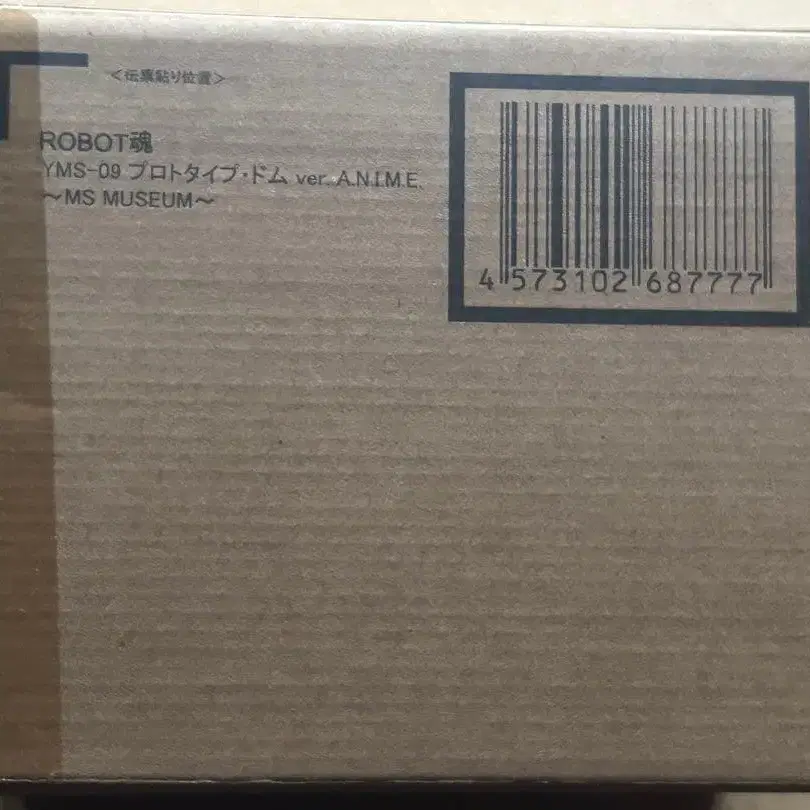 ＜伝票貼り位置＞
ROBOT魂
YMS-09 プロトタイプ・ドム ver. A.N.I.M.E.
～MS MUSEUM～
4 573102 687777